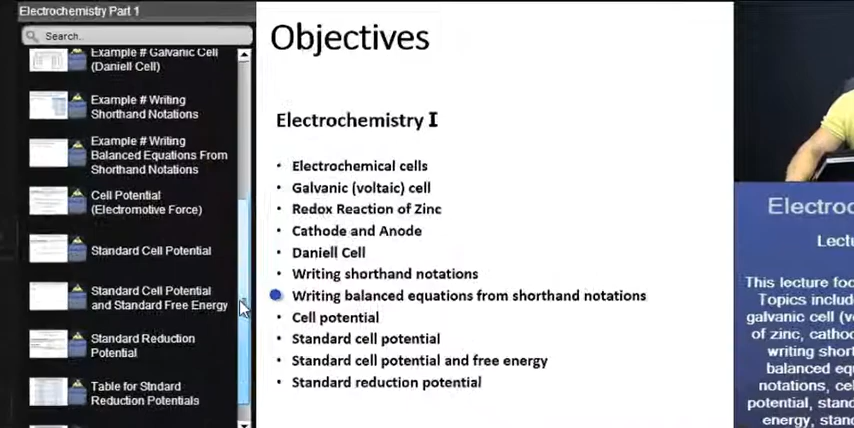 Electrochemistry Part 1
Search..
Example # Galvanic Cell
(Daniell Cell)
Example # Writing
Shorthand Notations
Example # Writing
Balanced Equations From
Shorthand Notations
Cell Potential
(Electromotive Force)
Standard Cell Potential
Standard Cell Potential
and Standard Free Energy
Standard Reduction
Potential
Table for Stndard
Reduction Potentials
Objectives
Electrochemistry I
• Electrochemical cells
• Galvanic (voltaic) cell
• Redox Reaction of Zinc
• Cathode and Anode
• Daniell Cell
• Writing shorthand notations
Writing balanced equations from shorthand notations
• Cell potential
• Standard cell potential
• Standard cell potential and free energy
• Standard reduction potential
Electroc
Lectu
This lecture foc
Topics includ
galvanic cell (v
of zinc, cathod
writing short
balanced eq
notations, cel
potential, stand
energy, stand